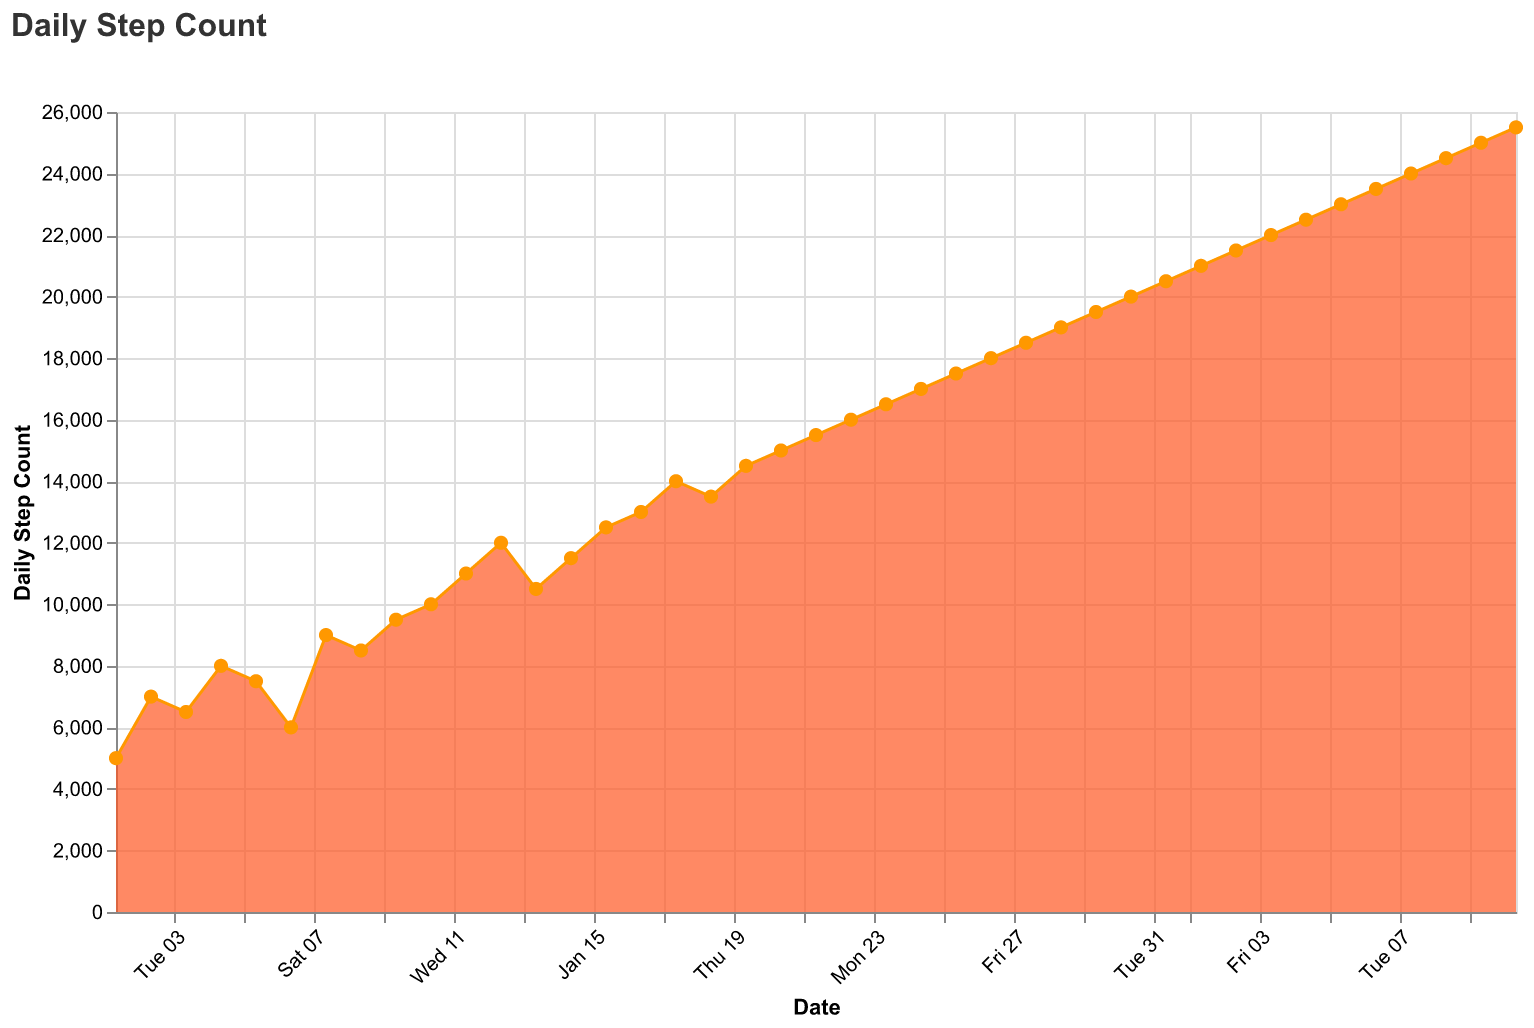 Daily Step Count
26,000
24,000
22,000
20,000
18,000
16,000
14,000
12,000
10,000
8,000
6,000
4,000
2,000
0
Daily Step Count
Tue 03
Sat 07
Wed 11
Jan 15
Thu 19
Mon 23
Fri 27
Tue 31
Fri 03
Tue 07
Date